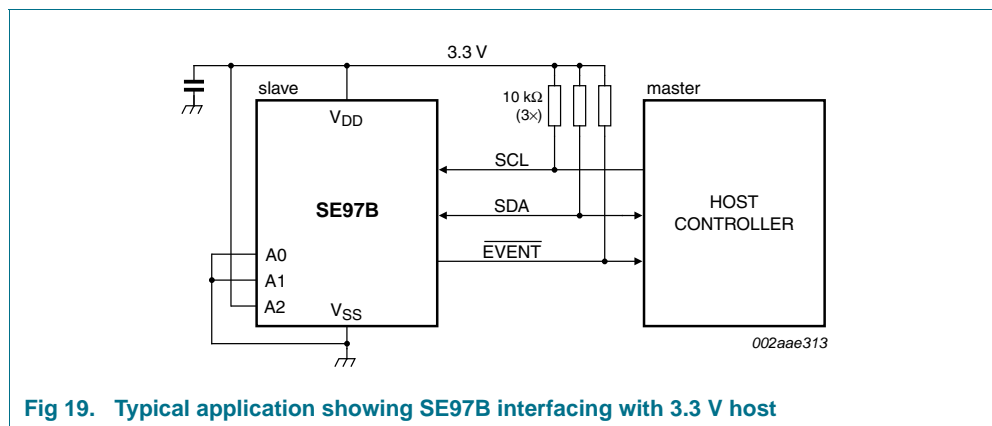 3.3 V
slave
10 kΩ
(3×)
master
VDD
SCL
SE97B
SDA
HOST
CONTROLLER
EVENT
A0
A1
A2
VSS
002aae313
Fig 19. Typical application showing SE97B interfacing with 3.3 V host